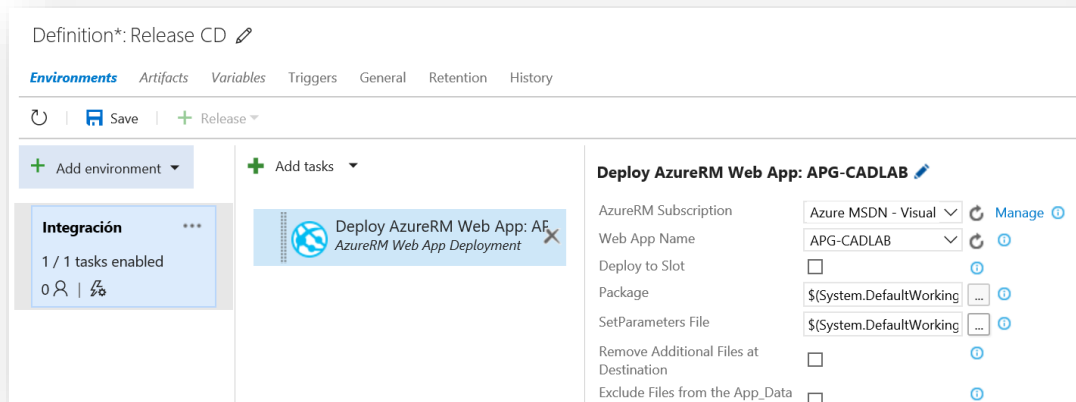 Definition*: Release CD
Environments Artifacts Variables Triggers General Retention History
Save + Release
+ Add environment
+ Add tasks
Integración ...
1 / 1 tasks enabled
0
Deploy AzureRM Web App: AP
AzureRM Web App Deployment
Deploy AzureRM Web App: APG-CADLAB
AzureRM Subscription Azure MSDN - Visual Manage
Web App Name APG-CADLAB
Deploy to Slot
Package $(System.DefaultWorking ...
SetParameters File $(System.DefaultWorking ...
Remove Additional Files at
Destination
Exclude Files from the App_Data